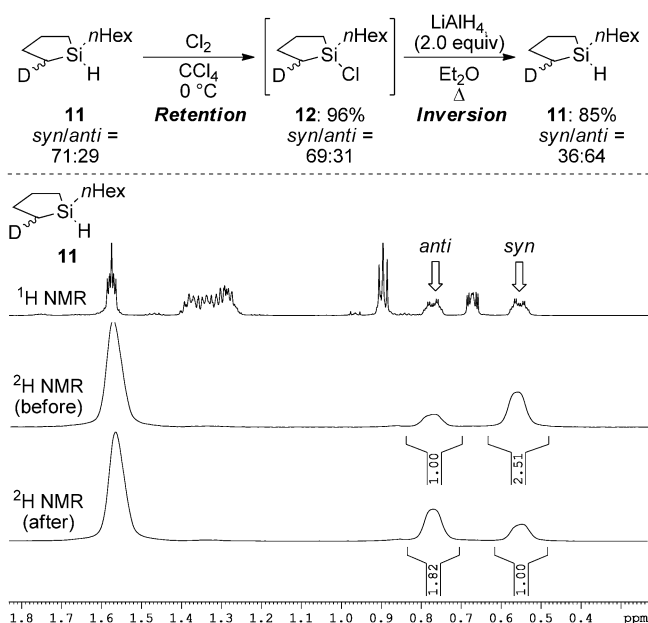 nHex
Si
D
H
11
syn/anti =
71:29
Cl2
CCl4
0 °C
Retention
nHex
Si
D
Cl
12: 96%
syn/anti =
69:31
LiAlH4
(2.0 equiv)
Et2O
Δ
Inversion
nHex
Si
D
H
11: 85%
syn/anti =
36:64
nHex
Si
D
H
11
anti
syn
1H NMR
2H NMR
(before)
1.00
2.51
2H NMR
(after)
1.82
1.00
1.8 1.7 1.6 1.5 1.4 1.3 1.2 1.1 1.0 0.9 0.8 0.7 0.6 0.5 0.4 ppm